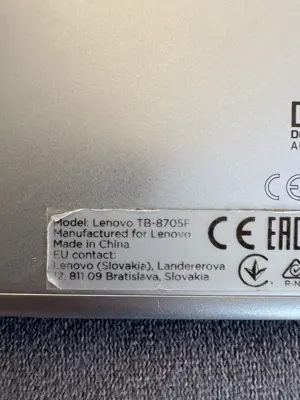 Model: Lenovo TB-8705F
Manufactured for Lenovo
Made in China
EU contact:
Lenovo (Slovakia), Landererova
12, 811 09 Bratislava, Slovakia
CE EAC
CE
R-N